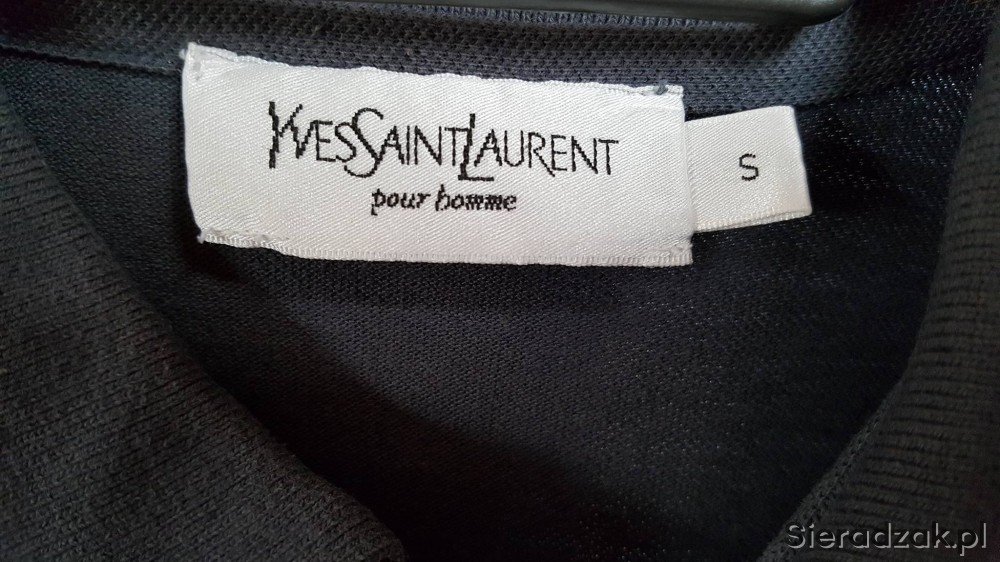 YVESSAINTLAURENT
pour homme
S
Sieradzak.pl